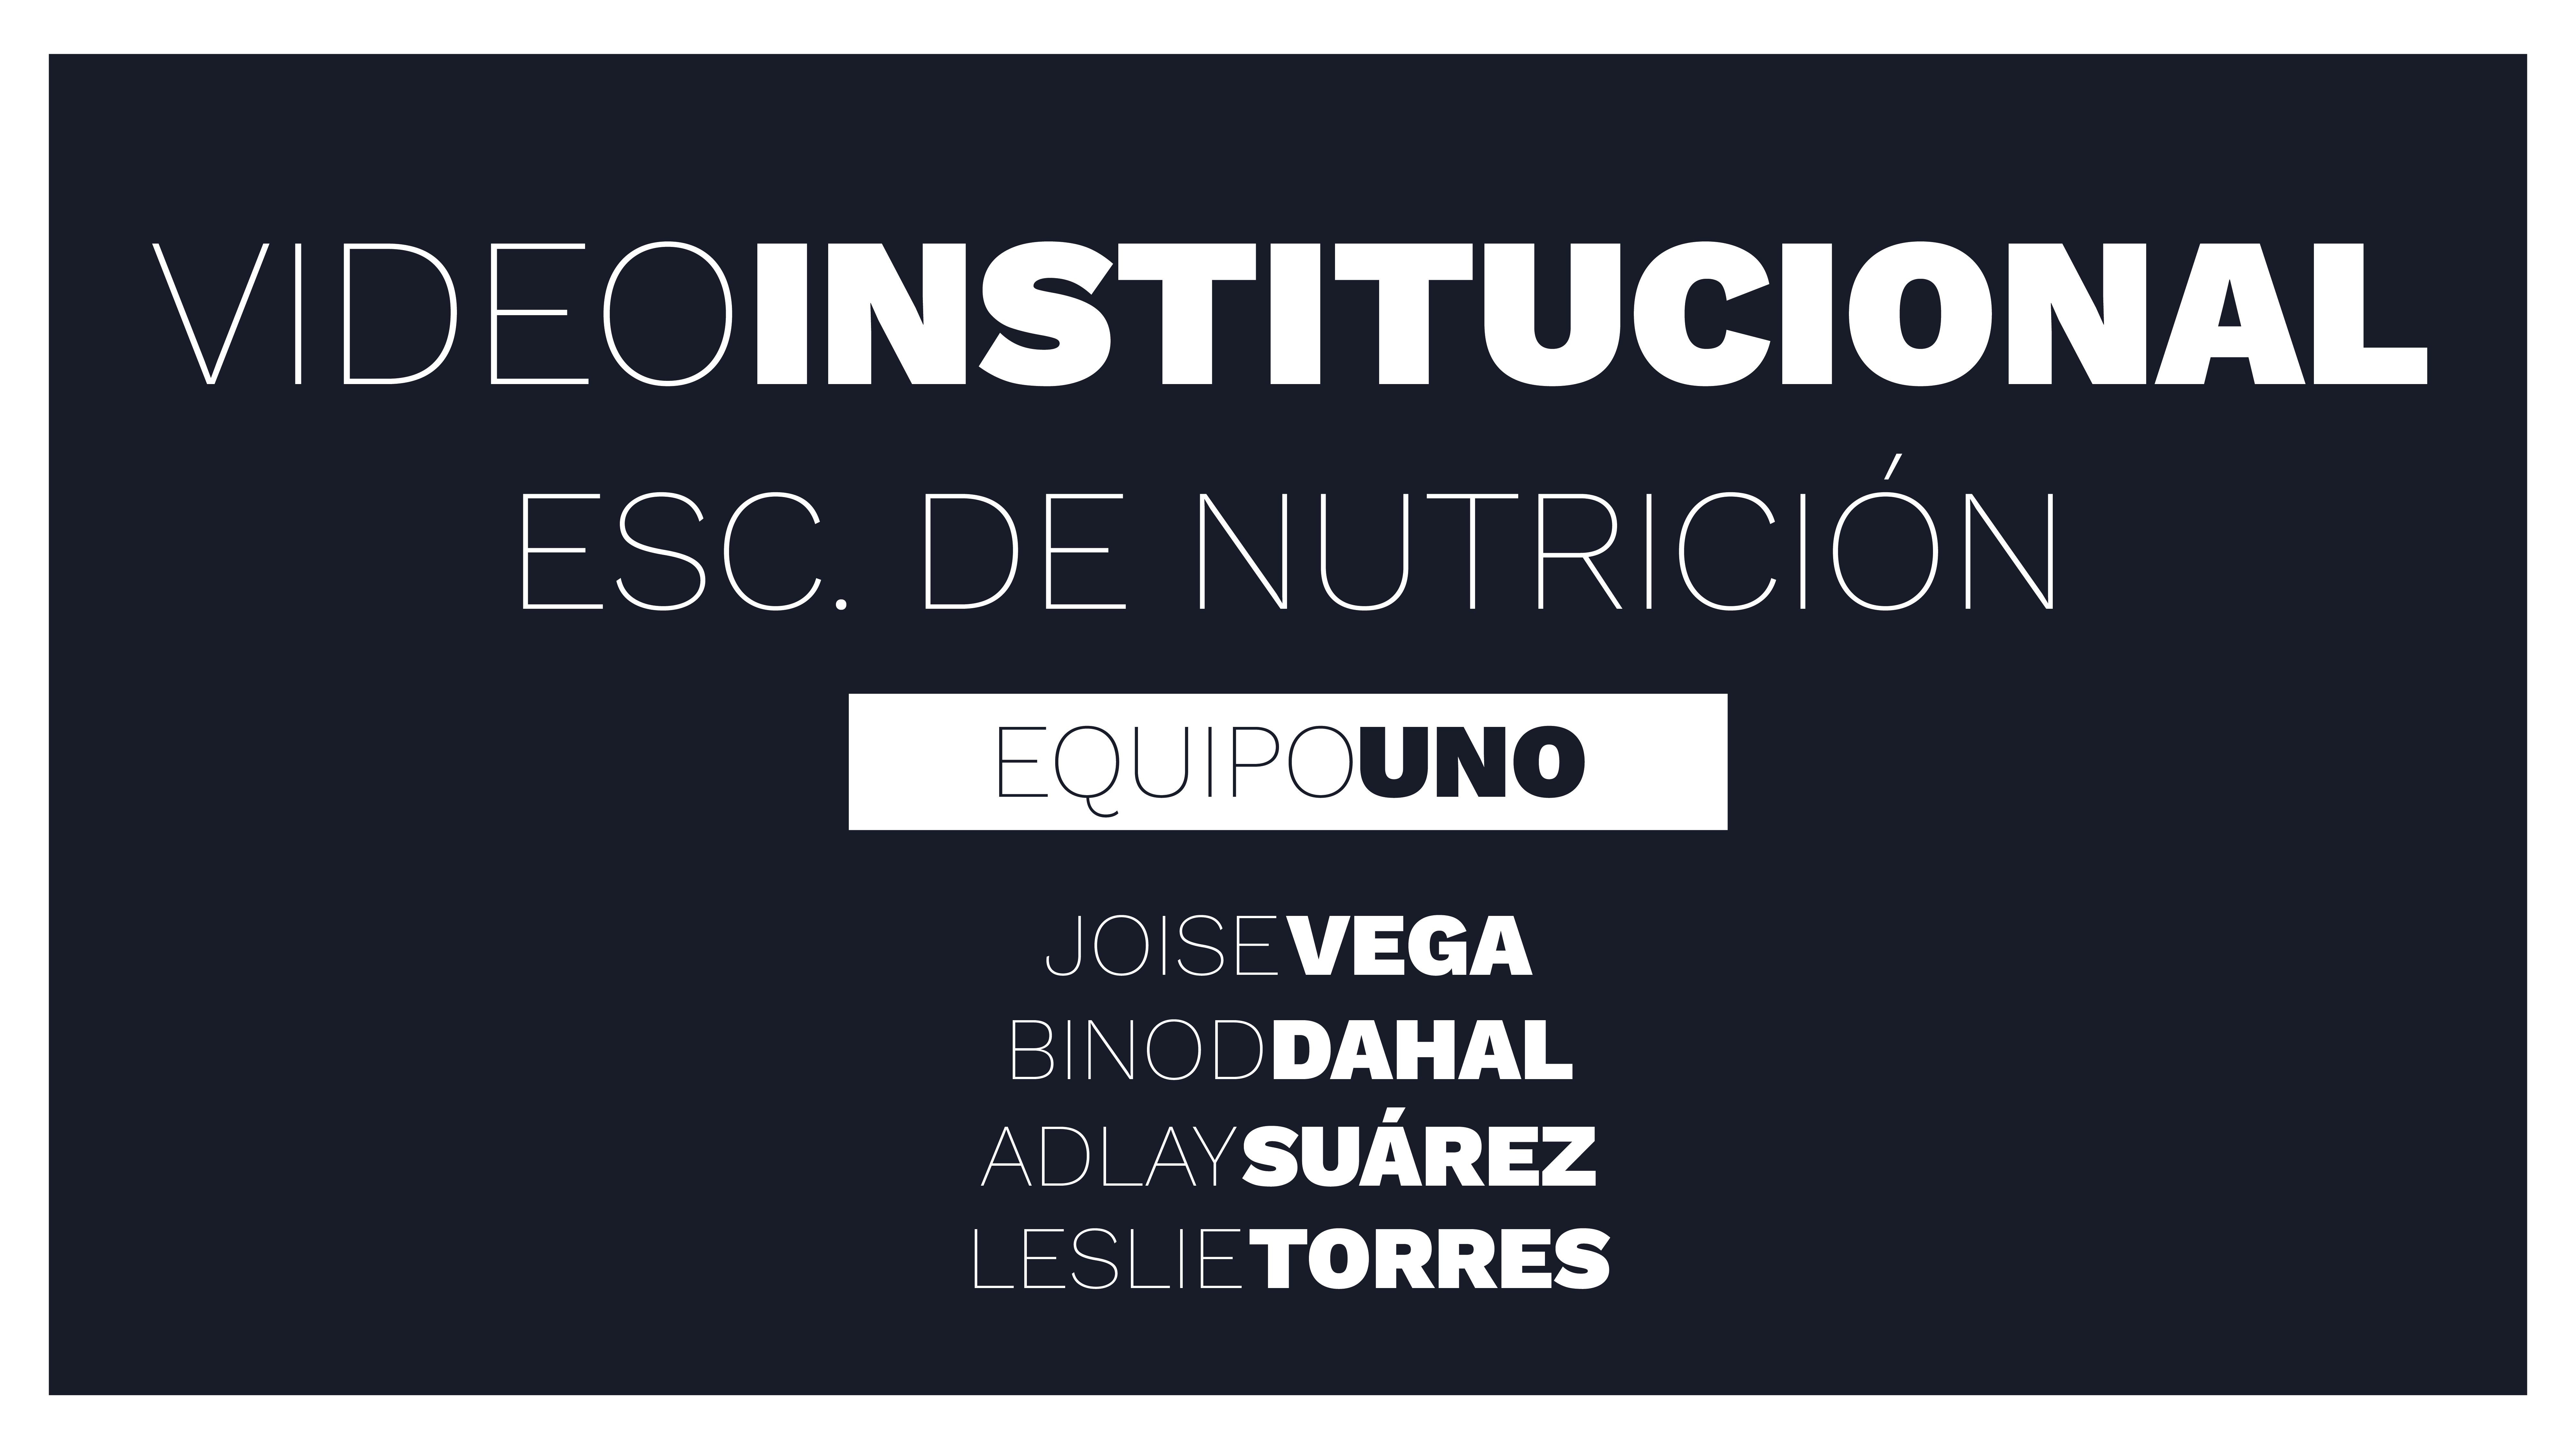 VIDEOINSTITUCIONAL
ESC. DE NUTRICIÓN
EQUIPOUNO
JOISEVEGA
BINODDAHAL
ADLAYSUÁREZ
LESLIETORRES